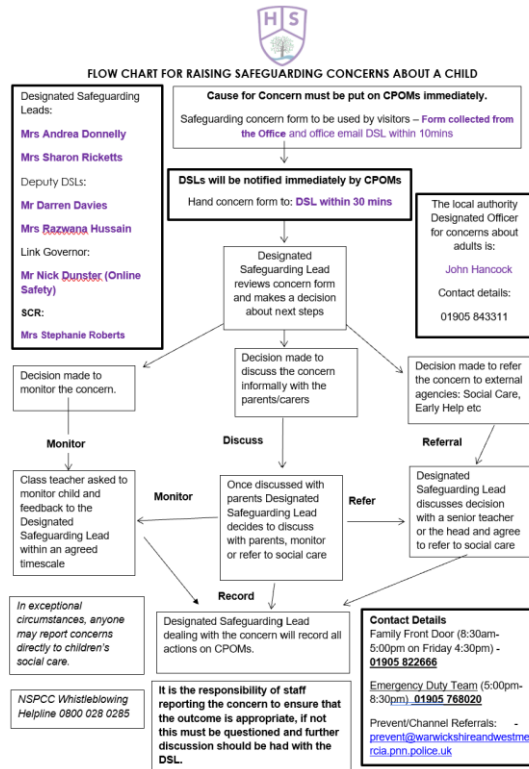 H S
FLOW CHART FOR RAISING SAFEGUARDING CONCERNS ABOUT A CHILD
Designated Safeguarding
Leads:
Mrs Andrea Donnelly
Mrs Sharon Ricketts
Deputy DSLs:
Mr Darren Davies
Mrs Razwana Hussain
Link Governor:
Mr Nick Dunster (Online
Safety)
SCR:
Mrs Stephanie Roberts
Cause for Concern must be put on CPOMs immediately.
Safeguarding concern form to be used by visitors – Form collected
from the Office and office email DSL within 10mins
DSLs will be notified immediately by CPOMs
Hand concern form to: DSL within 30 mins
The local authority
Designated Officer
for concerns about
adults is:
John Hancock
Contact details:
01905 843311
Designated
Safeguarding Lead
reviews concern form
and makes a decision
about next steps
Decision made to
monitor the concern.
Decision made to
discuss the concern
informally with the
parents/carers
Decision made to refer
the concern to external
agencies: Social Care,
Early Help etc
Monitor
Discuss
Referral
Class teacher asked to
monitor child and
feedback to the
Designated
Safeguarding Lead
within an agreed
timescale
Monitor
Once discussed with
parents Designated
Safeguarding Lead
decides to discuss
with parents, monitor
or refer to social care
Refer
Designated
Safeguarding Lead
discusses decision
with a senior teacher
or the head and agree
to refer to social care
Record
In exceptional
circumstances, anyone
may report concerns
directly to children's
social care.
Designated Safeguarding Lead
dealing with the concern will record all
actions on CPOMs.
Contact Details
Family Front Door (8:30am-
5:00pm on Friday 4:30pm) -
01905 822666
Emergency Duty Team (5:00pm-
8:30pm) 01905 768020
Prevent/Channel Referrals: -
prevent@warwickshireandwestme
rcia.pnn.police.uk
NSPCC Whistleblowing
Helpline 0800 028 0285
It is the responsibility of staff
reporting the concern to ensure that
the outcome is appropriate, if not
this must be questioned and further
discussion should be had with the
DSL.